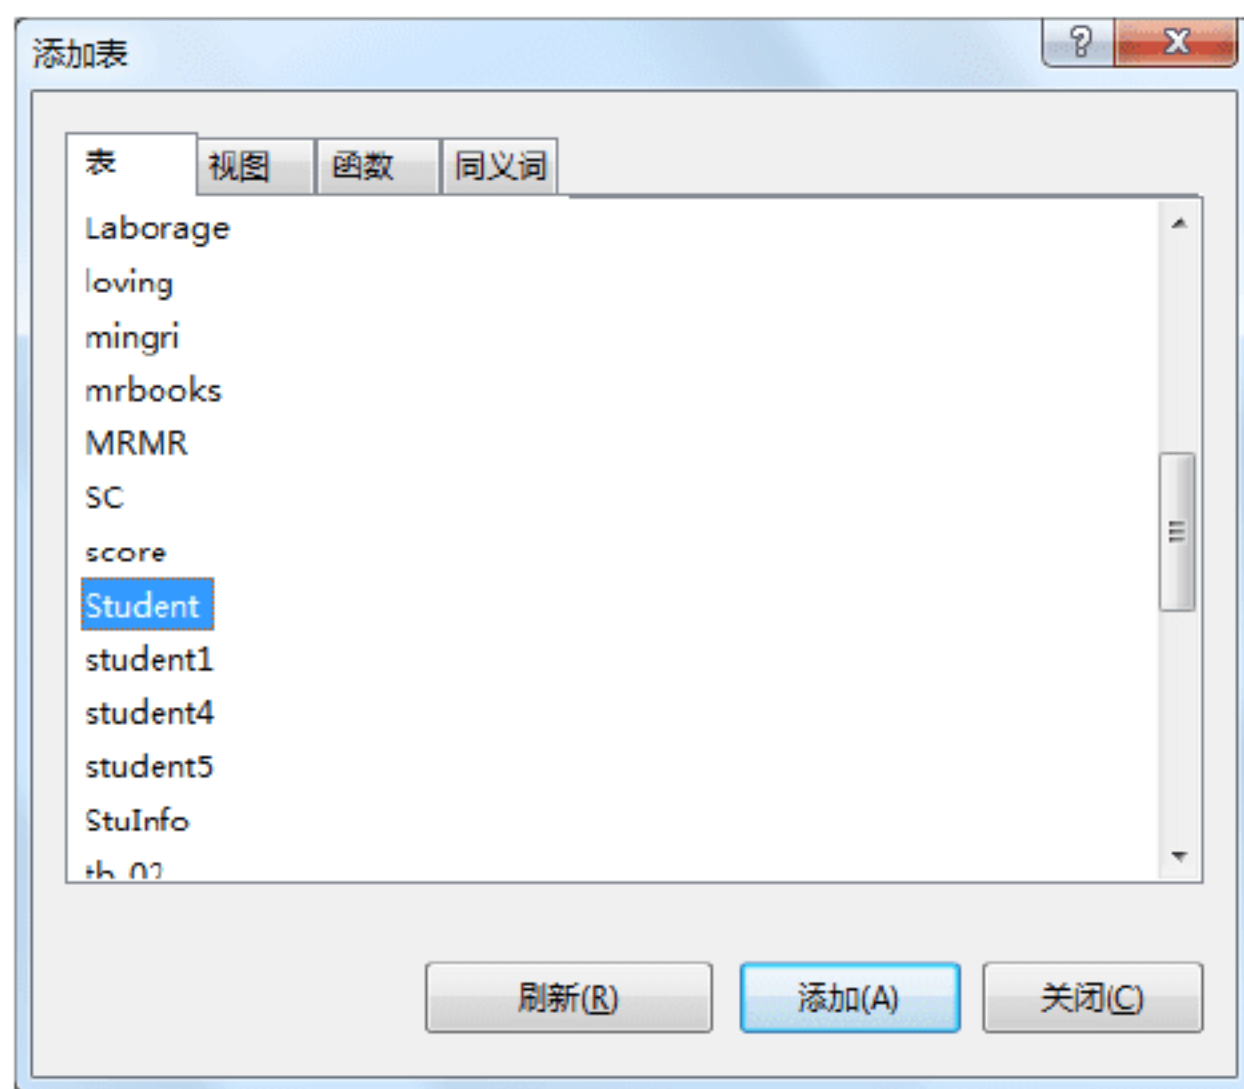 添加表
表 视图 函数 同义词
Laborage
loving
mingri
mrbooks
MRMR
SC
score
Student
student1
student4
student5
StuInfo
tb_02
刷新(R) 添加(A) 关闭(C)